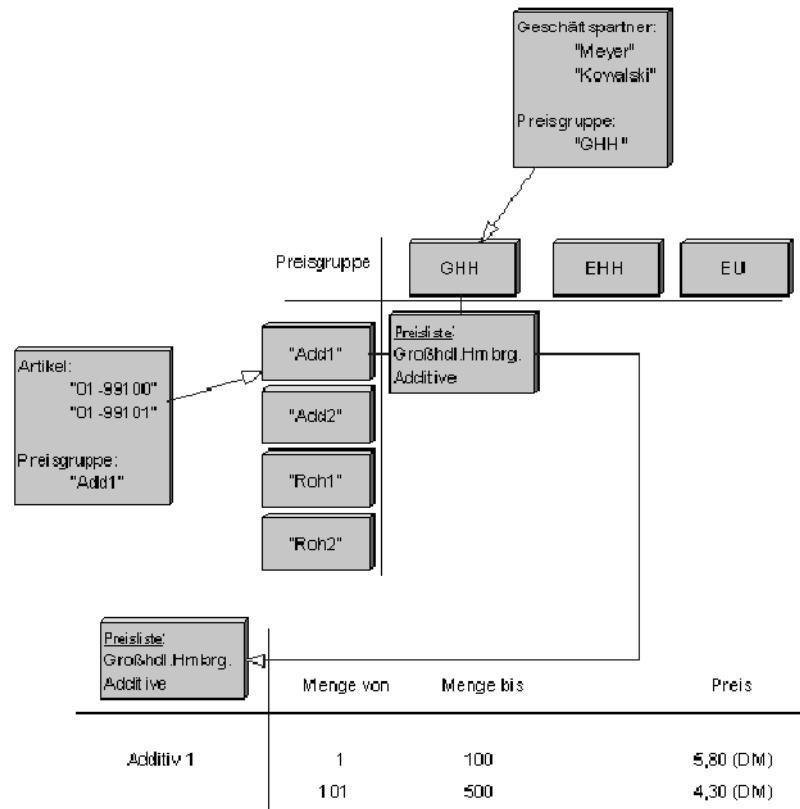 Geschäftspartner:
"Meyer"
"Kowalski"
Preisgruppe:
"GHH"
Preisgruppe
GHH
EHH
EU
Artikel:
"01-99100"
"01-99101"
Preisgruppe:
"Add1"
"Add1"
"Add2"
"Roh1"
"Roh2"
Preisliste:
Großhdl.Hmbrg.
Additive
Preisliste:
Großhdl.Hmbrg.
Additive
Menge von Menge bis Preis
Additiv 1 1 100 5,80 (DM)
101 500 4,30 (DM)